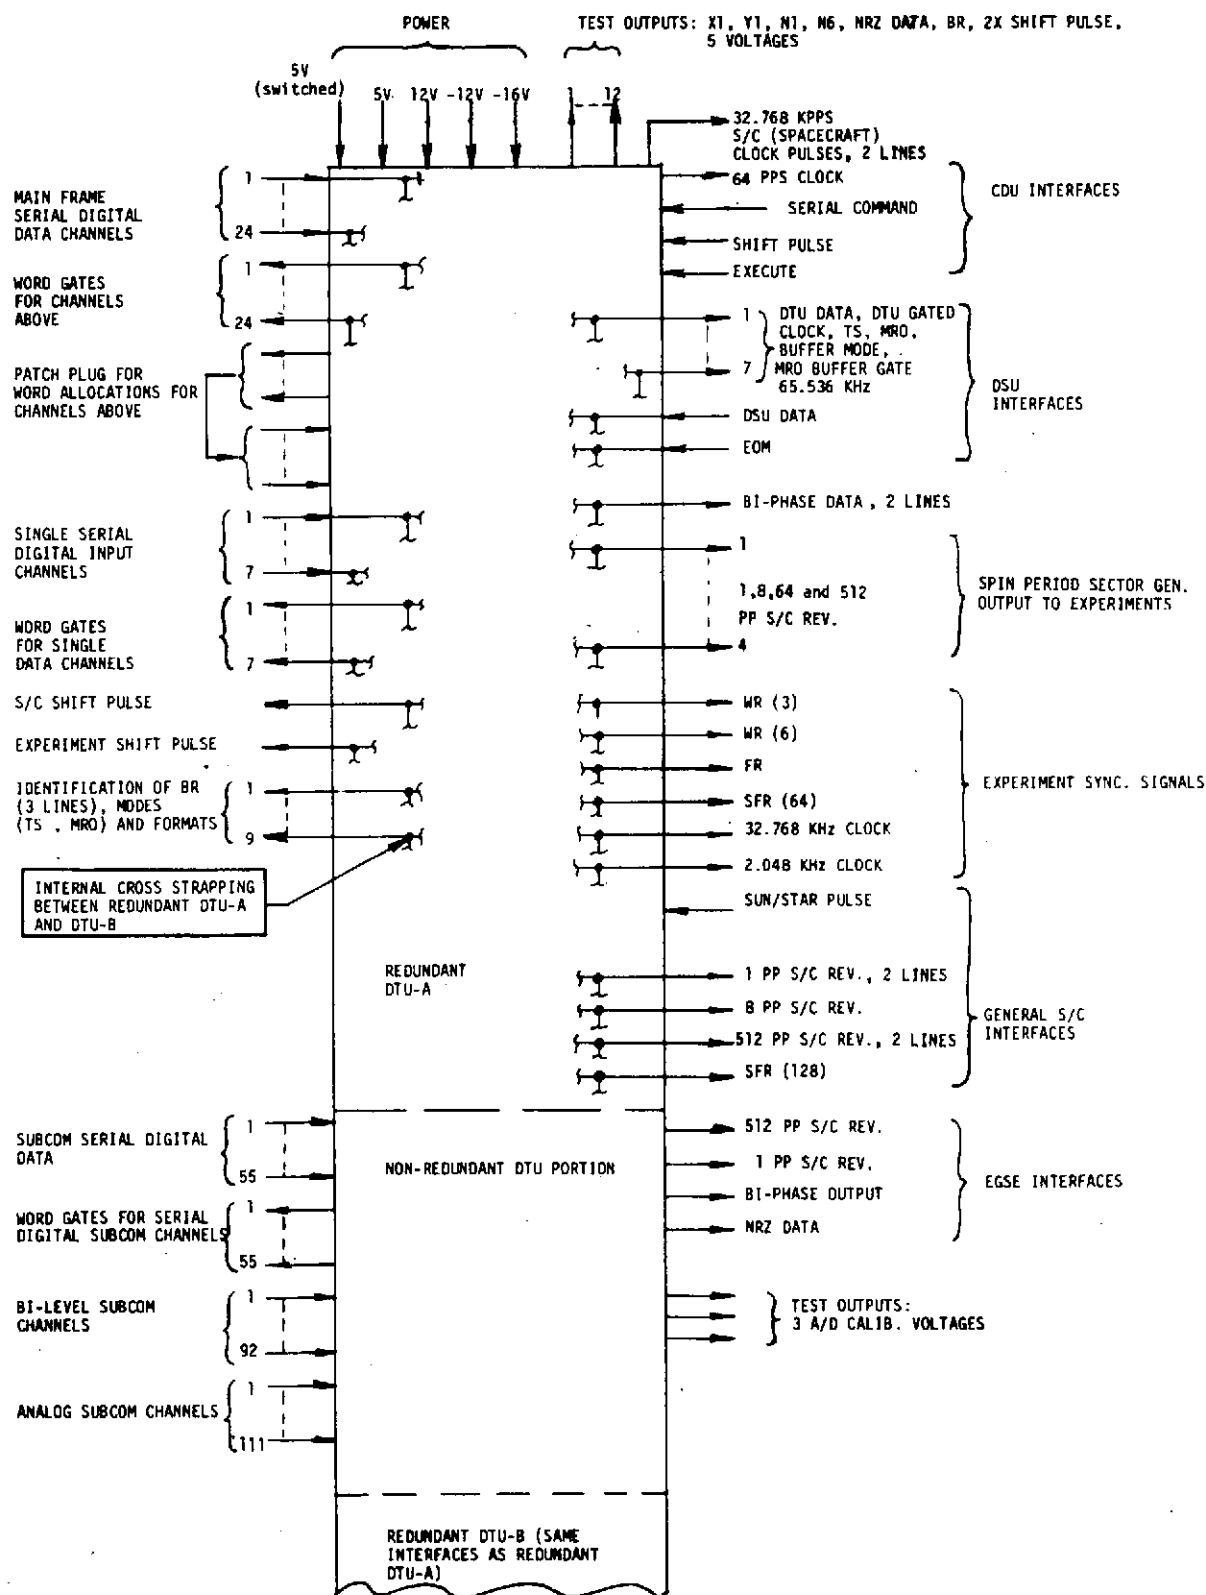 POWER
TEST OUTPUTS: X1, Y1, N1, N6, NRZ DATA, BR, 2X SHIFT PULSE,
5 VOLTAGES
5V
(switched)
5V 12V -12V -16V
1 12
32.768 KPPS
S/C (SPACECRAFT)
CLOCK PULSES, 2 LINES
64 PPS CLOCK
SERIAL COMMAND
SHIFT PULSE
EXECUTE
CDU INTERFACES
MAIN FRAME
SERIAL DIGITAL
DATA CHANNELS
1
24
WORD GATES
FOR CHANNELS
ABOVE
1
24
PATCH PLUG FOR
WORD ALLOCATIONS FOR
CHANNELS ABOVE
1
7
DTU DATA, DTU GATED
CLOCK, TS, MRO,
BUFFER MODE,
MRO BUFFER GATE
65.536 KHz
DSU DATA
EOM
DSU
INTERFACES
BI-PHASE DATA, 2 LINES
SINGLE SERIAL
DIGITAL INPUT
CHANNELS
1
7
1
1,8,64 and 512
PP S/C REV.
4
SPIN PERIOD SECTOR GEN.
OUTPUT TO EXPERIMENTS
WORD GATES
FOR SINGLE
DATA CHANNELS
1
7
S/C SHIFT PULSE
EXPERIMENT SHIFT PULSE
IDENTIFICATION OF BR
(3 LINES), MODES
(TS , MRO) AND FORMATS
1
9
INTERNAL CROSS STRAPPING
BETWEEN REDUNDANT DTU-A
AND DTU-B
WR (3)
WR (6)
FR
SFR (64)
32.768 KHz CLOCK
2.048 KHz CLOCK
EXPERIMENT SYNC. SIGNALS
SUN/STAR PULSE
1 PP S/C REV., 2 LINES
8 PP S/C REV.
512 PP S/C REV., 2 LINES
SFR (128)
GENERAL S/C
INTERFACES
REDUNDANT
DTU-A
SUBCOM SERIAL DIGITAL
DATA
1
55
WORD GATES FOR SERIAL
DIGITAL SUBCOM CHANNELS
1
55
BI-LEVEL SUBCOM
CHANNELS
1
92
ANALOG SUBCOM CHANNELS
1
111
NON-REDUNDANT DTU PORTION
512 PP S/C REV.
1 PP S/C REV.
BI-PHASE OUTPUT
NRZ DATA
EGSE INTERFACES
TEST OUTPUTS:
3 A/D CALIB. VOLTAGES
REDUNDANT DTU-B (SAME
INTERFACES AS REDUNDANT
DTU-A)